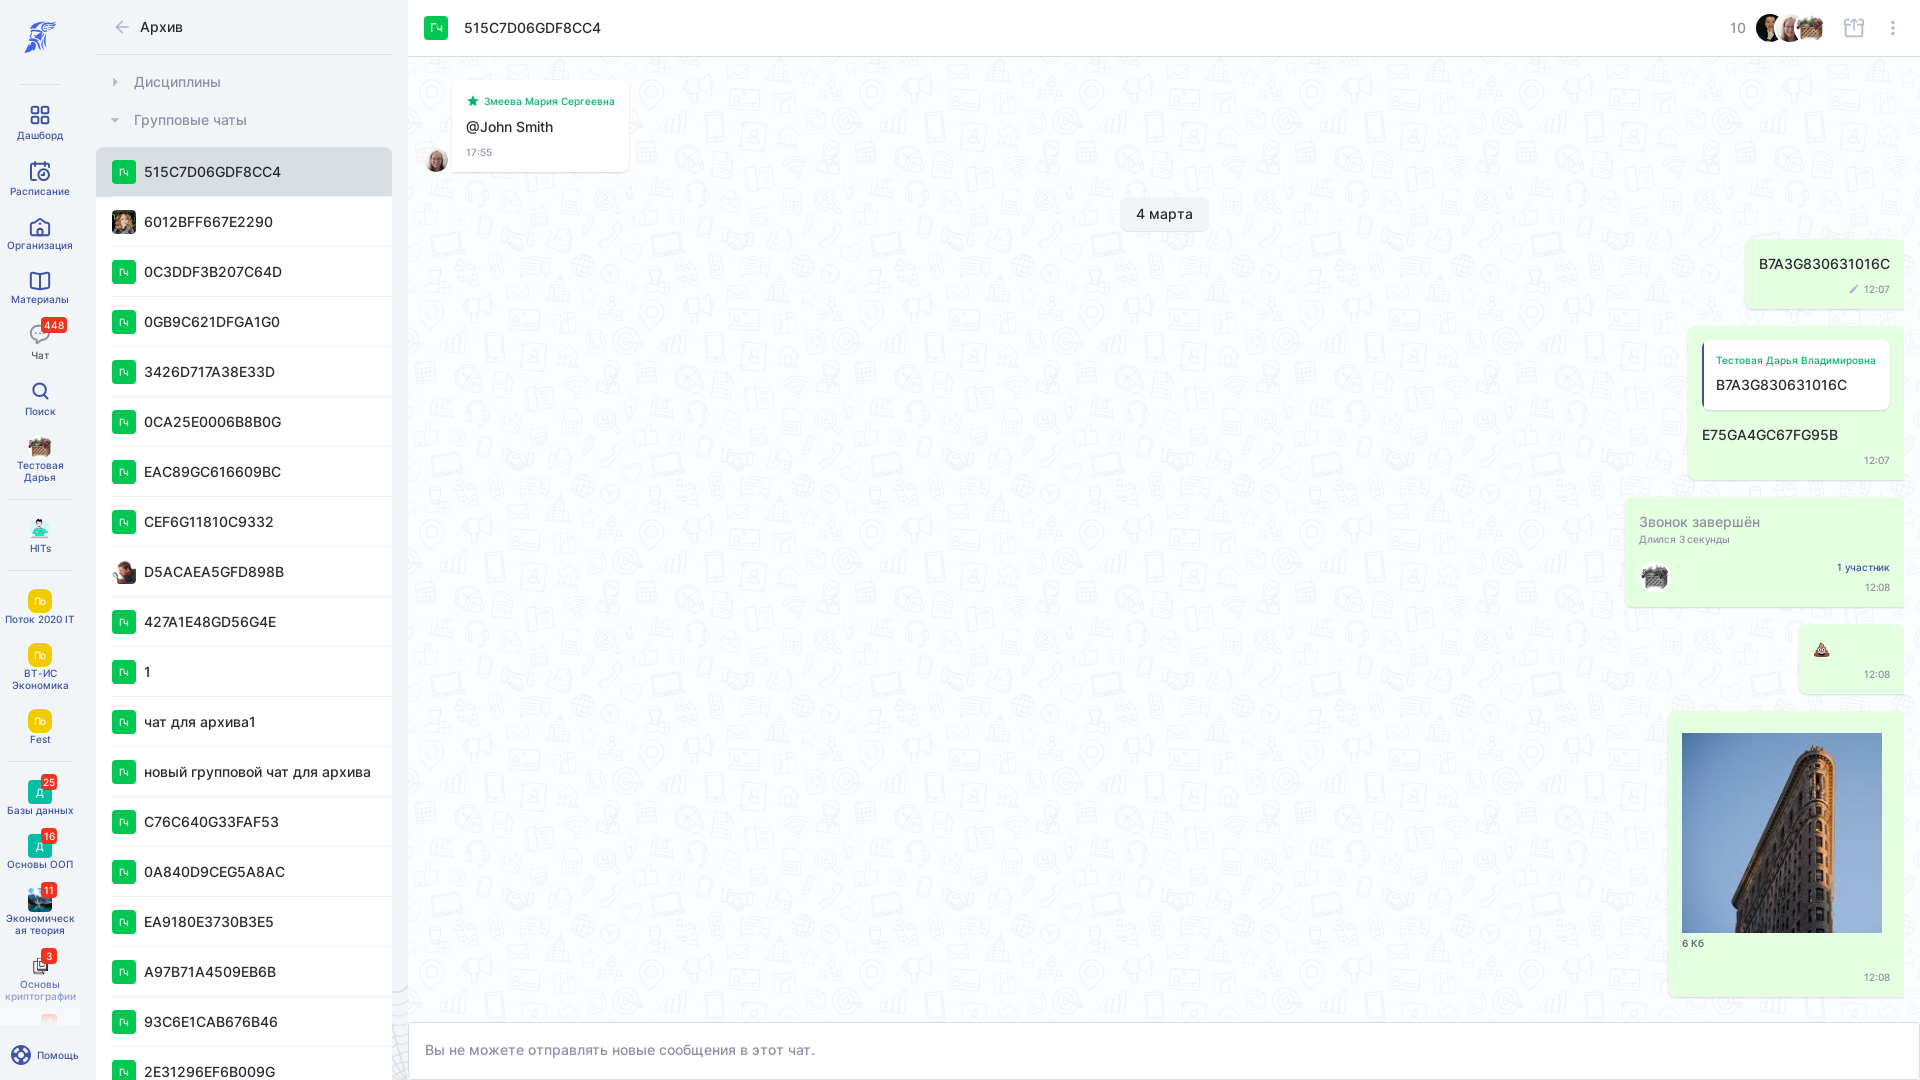 Дашборд
Расписание
Организация
Материалы
448
Чат
Поиск
Тестовая
Дарья
HITs
По
Поток 2020 IT
По
ВТ-ИС
Экономика
По
Fest
25
Д
Базы данных
16
Д
Основы ООП
11
Экономическ
ая теория
3
Основы
криптографии
Помощь
Архив
Дисциплины
Групповые чаты
Гч
515C7D06GDF8CC4
6012BFF667E2290
Гч
0C3DDF3B207C64D
Гч
0GB9C621DFGA1G0
Гч
3426D717A38E33D
Гч
0CA25E0006B8B0G
Гч
EAC89GC616609BC
Гч
CEF6G11810C9332
D5ACAEA5GFD898B
Гч
427A1E48GD56G4E
Гч
1
Гч
чат для архива1
Гч
новый групповой чат для архива
Гч
C76C640G33FAF53
Гч
0A840D9CEG5A8AC
Гч
EA9180E3730B3E5
Гч
A97B71A4509EB6B
Гч
93C6E1CAB676B46
Гч
2E31296EF6B009G
Гч
515C7D06GDF8CC4
10
Змеева Мария Сергеевна
@John Smith
17:55
4 марта
B7A3G830631016C
12:07
Тестовая Дарья Владимировна
B7A3G830631016C
E75GA4GC67FG95B
12:07
Звонок завершён
Длился 3 секунды
1 участник
12:08
12:08
6 Кб
12:08
Вы не можете отправлять новые сообщения в этот чат.